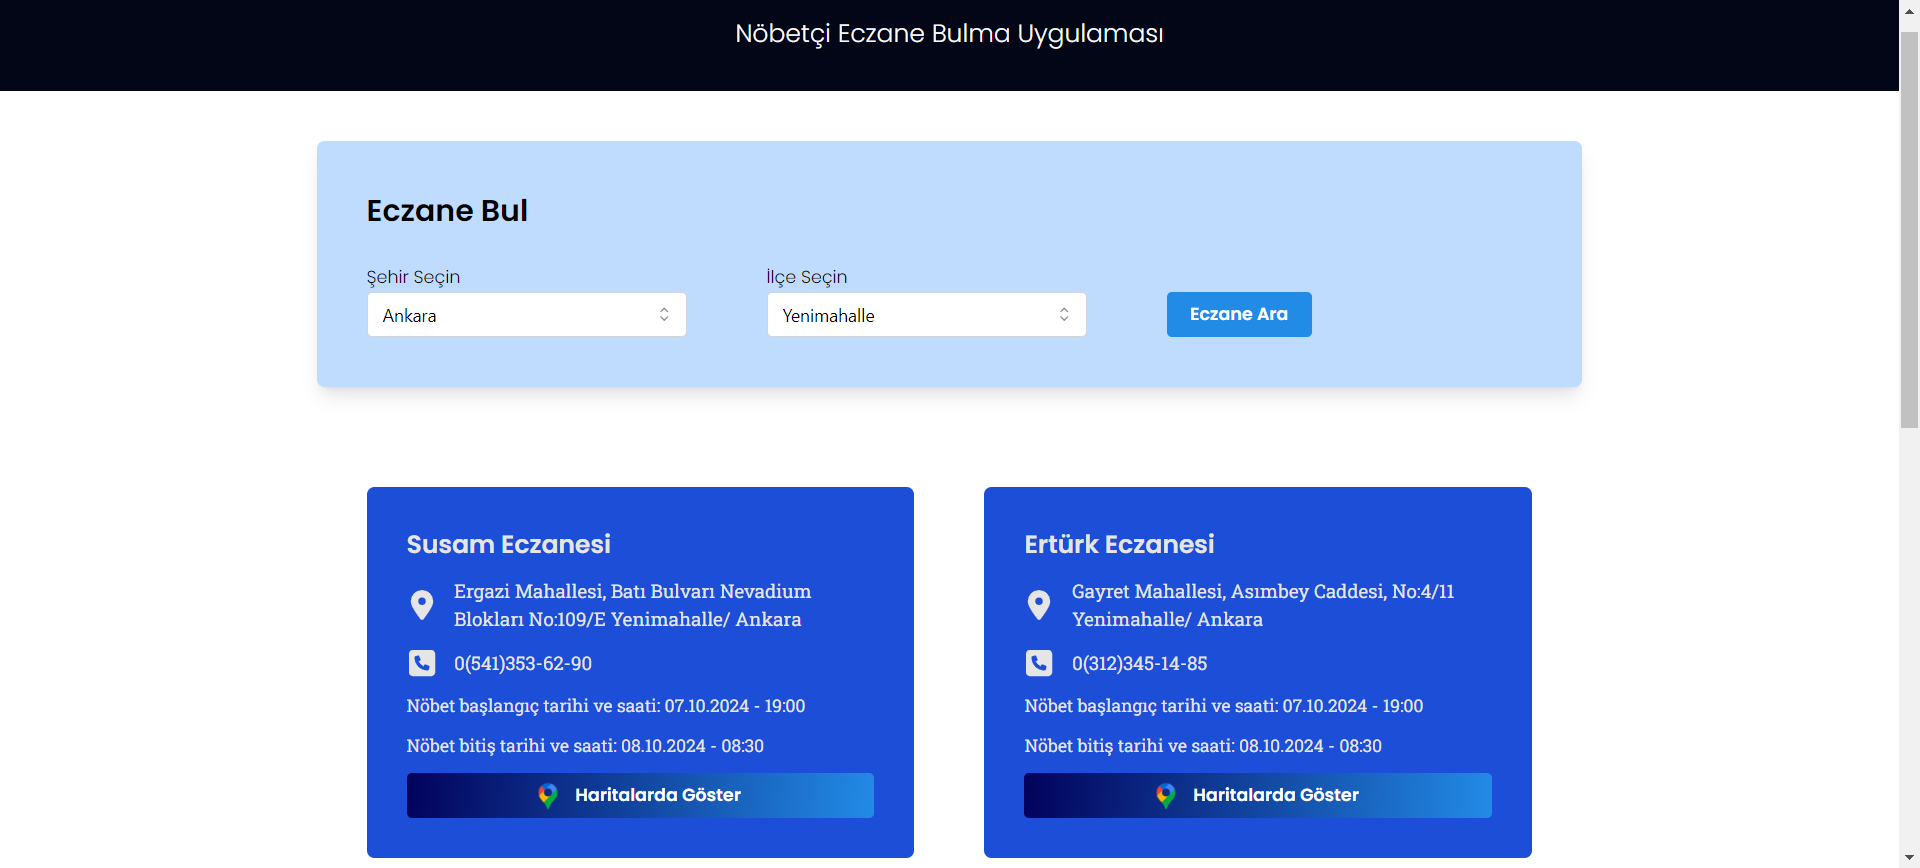 Nöbetçi Eczane Bulma Uygulaması
Eczane Bul
Şehir Seçin
İlçe Seçin
Ankara
Yenimahalle
Eczane Ara
Susam Eczanesi
Ergazi Mahallesi, Batı Bulvarı Nevadium
Blokları No:109/E Yenimahalle/ Ankara
0(541)353-62-90
Nöbet başlangıç tarihi ve saati: 07.10.2024 - 19:00
Nöbet bitiş tarihi ve saati: 08.10.2024 - 08:30
Haritalarda Göster
Ertürk Eczanesi
Gayret Mahallesi, Asımbey Caddesi, No:4/11
Yenimahalle/ Ankara
0(312)345-14-85
Nöbet başlangıç tarihi ve saati: 07.10.2024 - 19:00
Nöbet bitiş tarihi ve saati: 08.10.2024 - 08:30
Haritalarda Göster